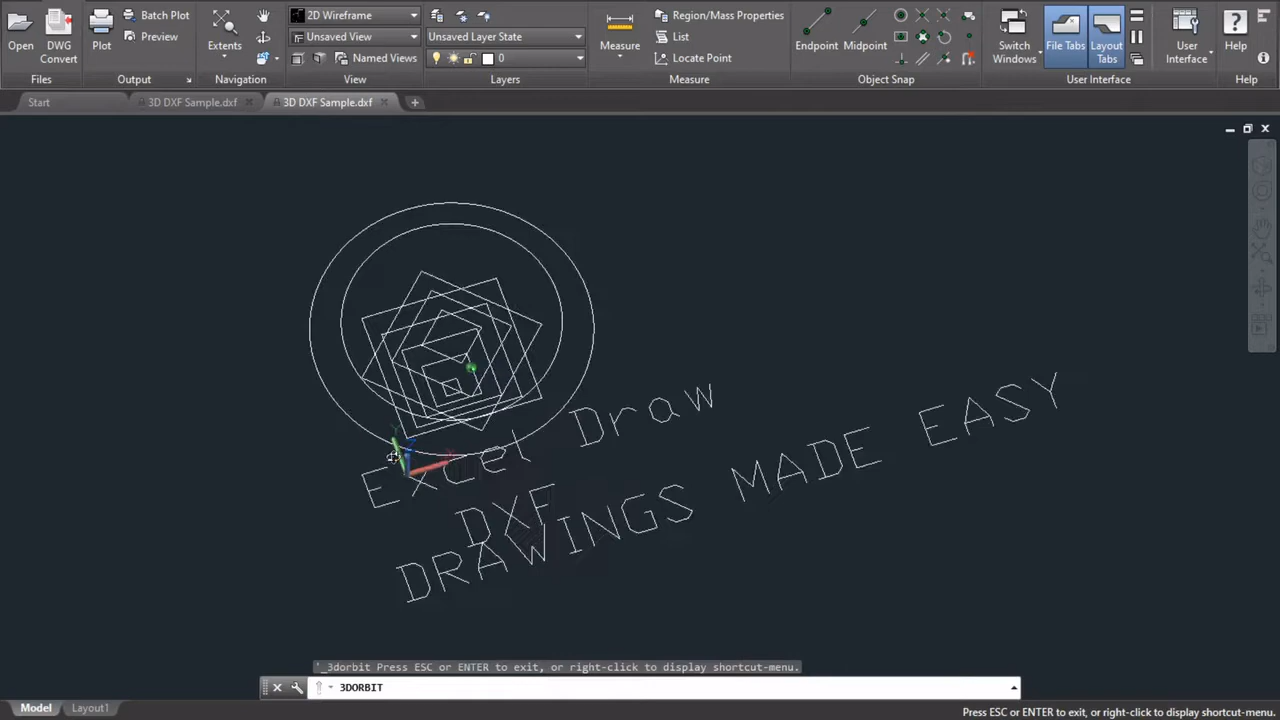 Open
DWG
Convert
Plot
Batch Plot
Preview
Extents
2D Wireframe
Unsaved View
Named Views
Unsaved Layer State
0
Measure
Region/Mass Properties
List
Locate Point
Endpoint
Midpoint
Switch
Windows
File Tabs
Layout
Tabs
User
Interface
Help
Files
Output
Navigation
View
Layers
Measure
Object Snap
User Interface
Help
Start
3D DXF Sample.dxf
3D DXF Sample.dxf
Excel Draw
DXF
DRAWINGS MADE EASY
'_3dorbit Press ESC or ENTER to exit, or right-click to display shortcut-menu.
3DORBIT
Model
Layout1
Press ESC or ENTER to exit, or right-click to display shortcut-menu.